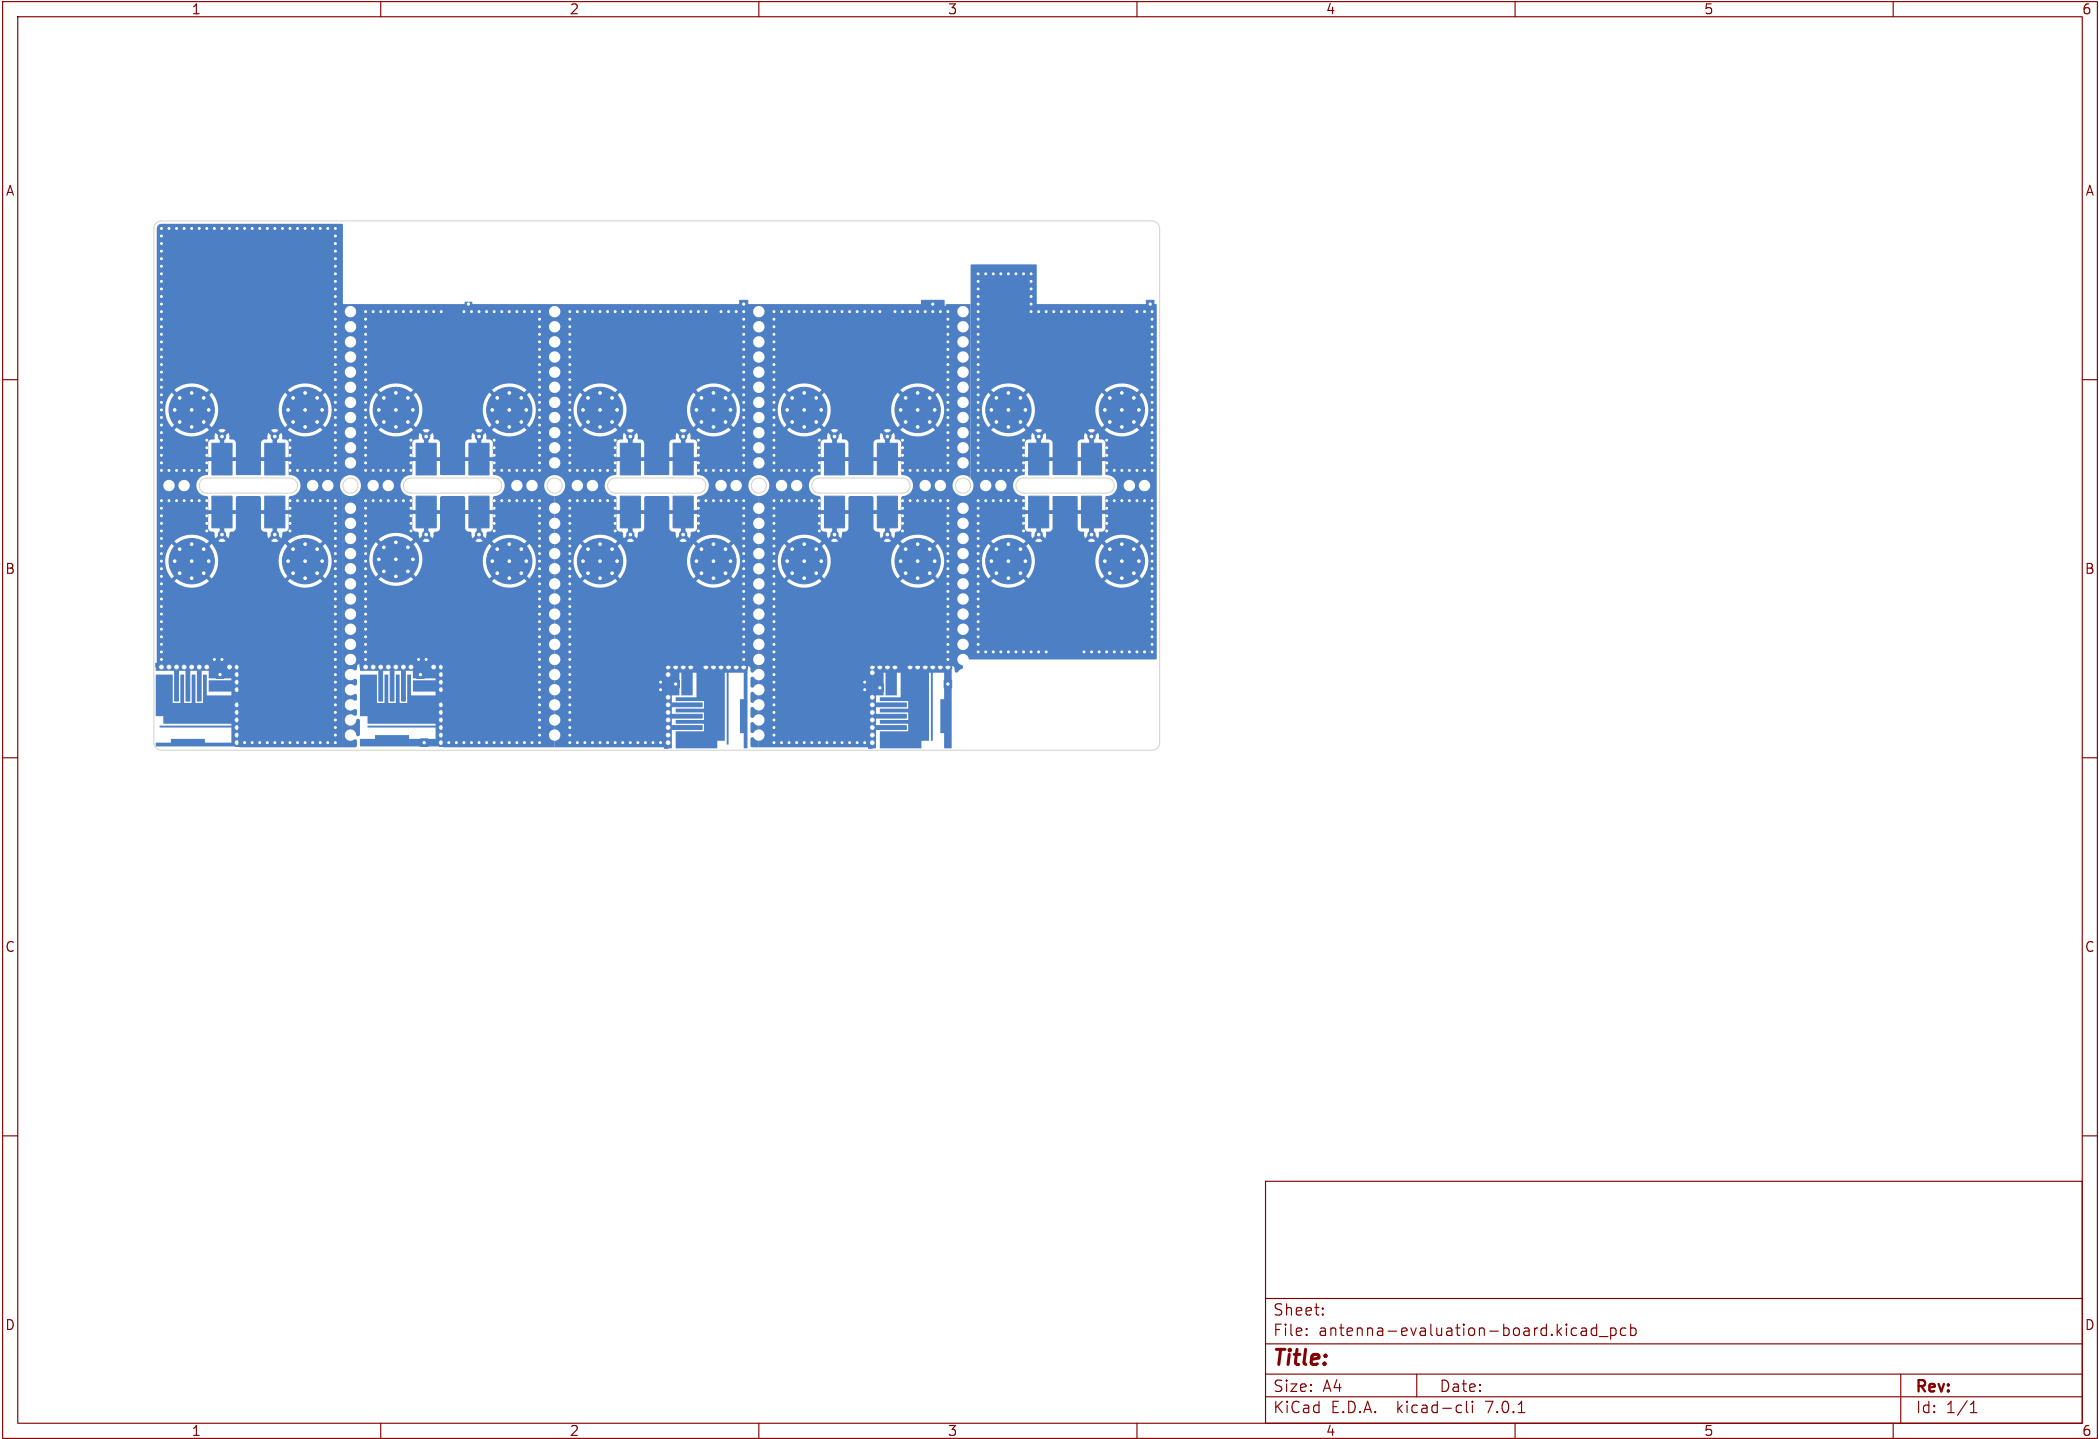 1 2 3 4 5 6
A A
B B
C C
D D
Sheet:
File: antenna-evaluation-board.kicad_pcb
Title:
Size: A4 Date: Rev:
KiCad E.D.A. kicad-cli 7.0.1 Id: 1/1
1 2 3 4 5 6